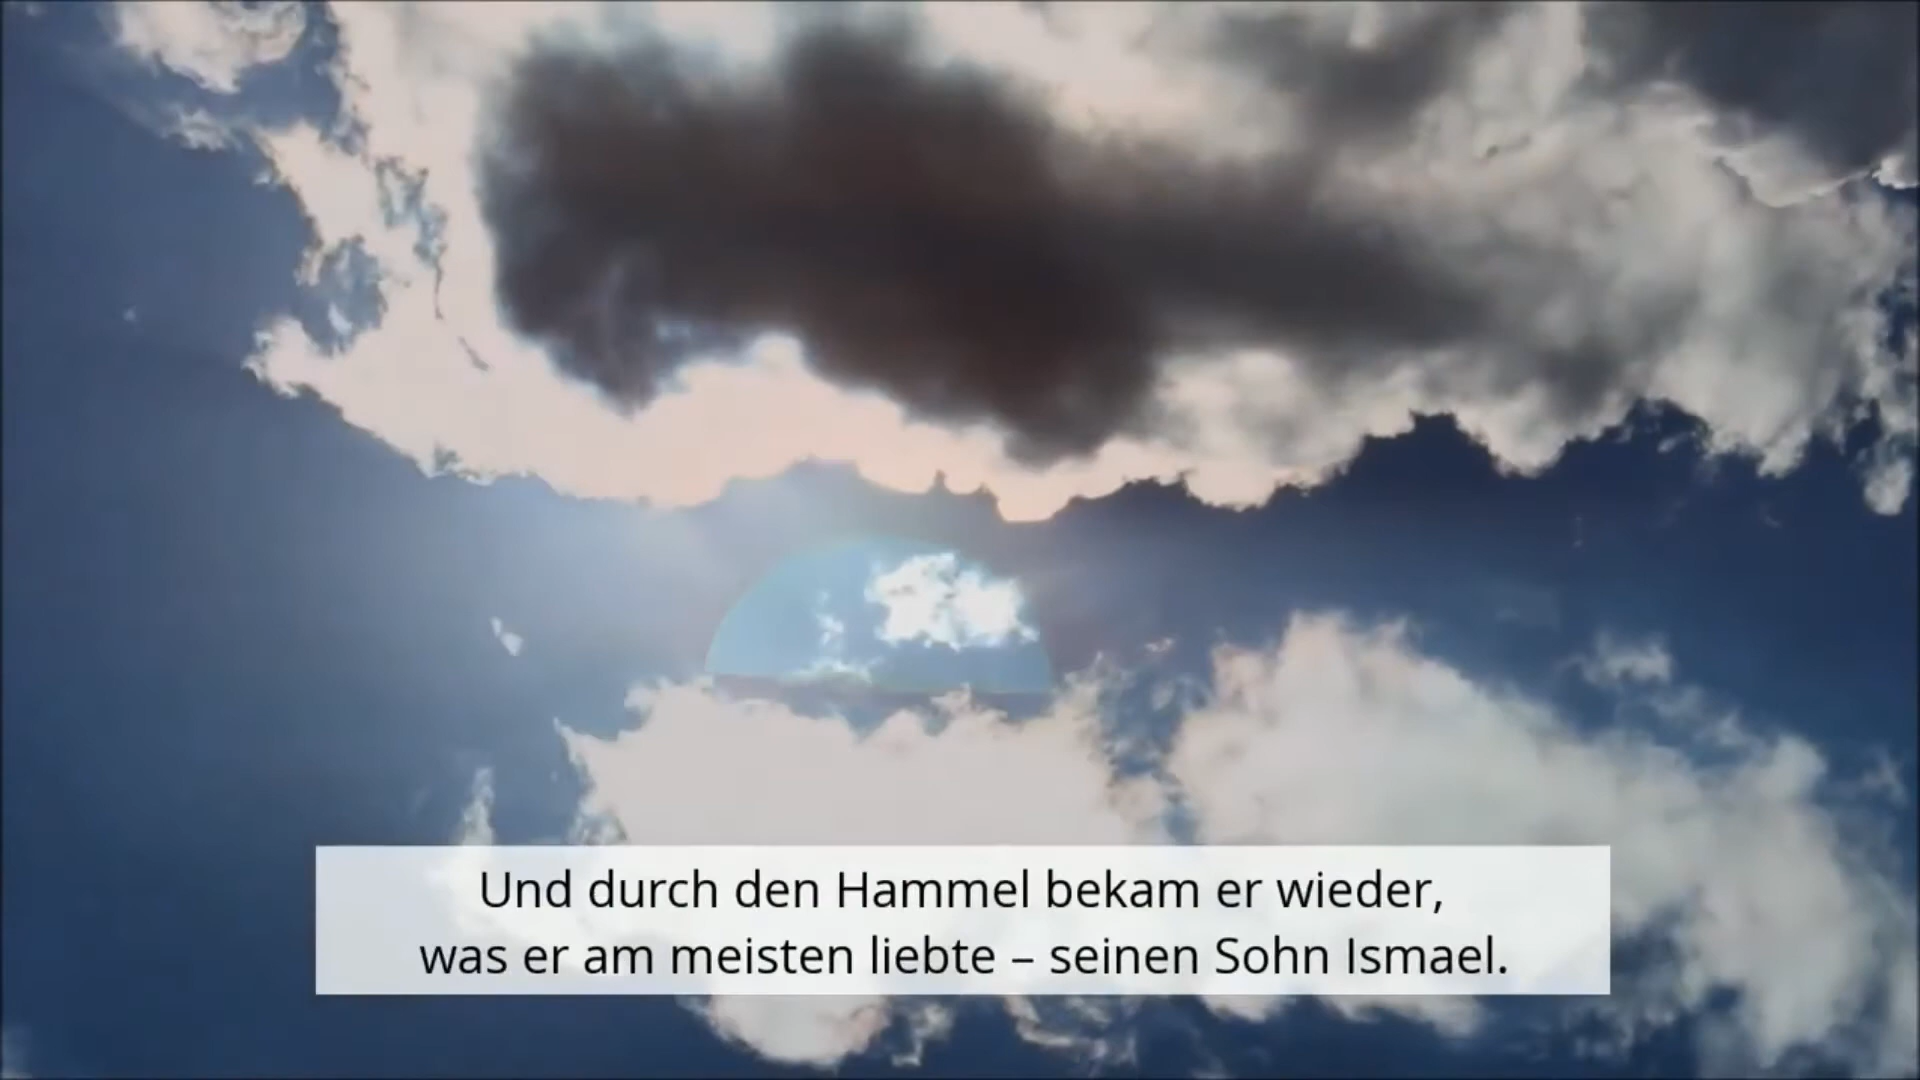 Und durch den Hammel bekam er wieder,
was er am meisten liebte – seinen Sohn Ismael.